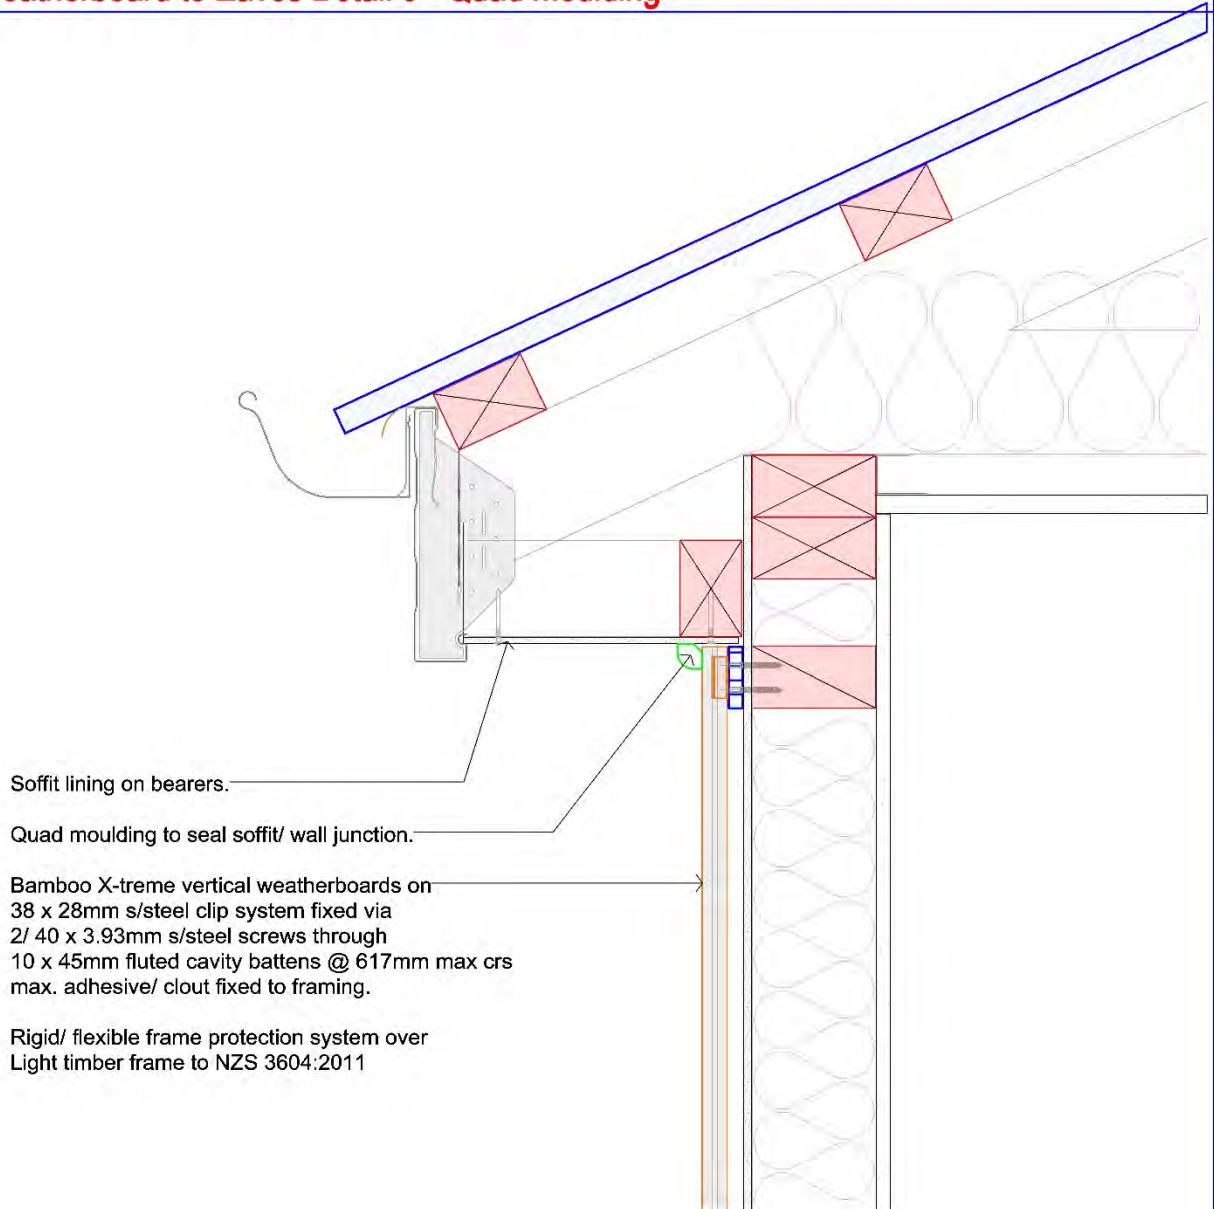 Soffit lining on bearers.
Quad moulding to seal soffit/ wall junction.
Bamboo X-treme vertical weatherboards on
38 x 28mm s/steel clip system fixed via
2/ 40 x 3.93mm s/steel screws through
10 x 45mm fluted cavity battens @ 617mm max crs
max. adhesive/ clout fixed to framing.
Rigid/ flexible frame protection system over
Light timber frame to NZS 3604:2011